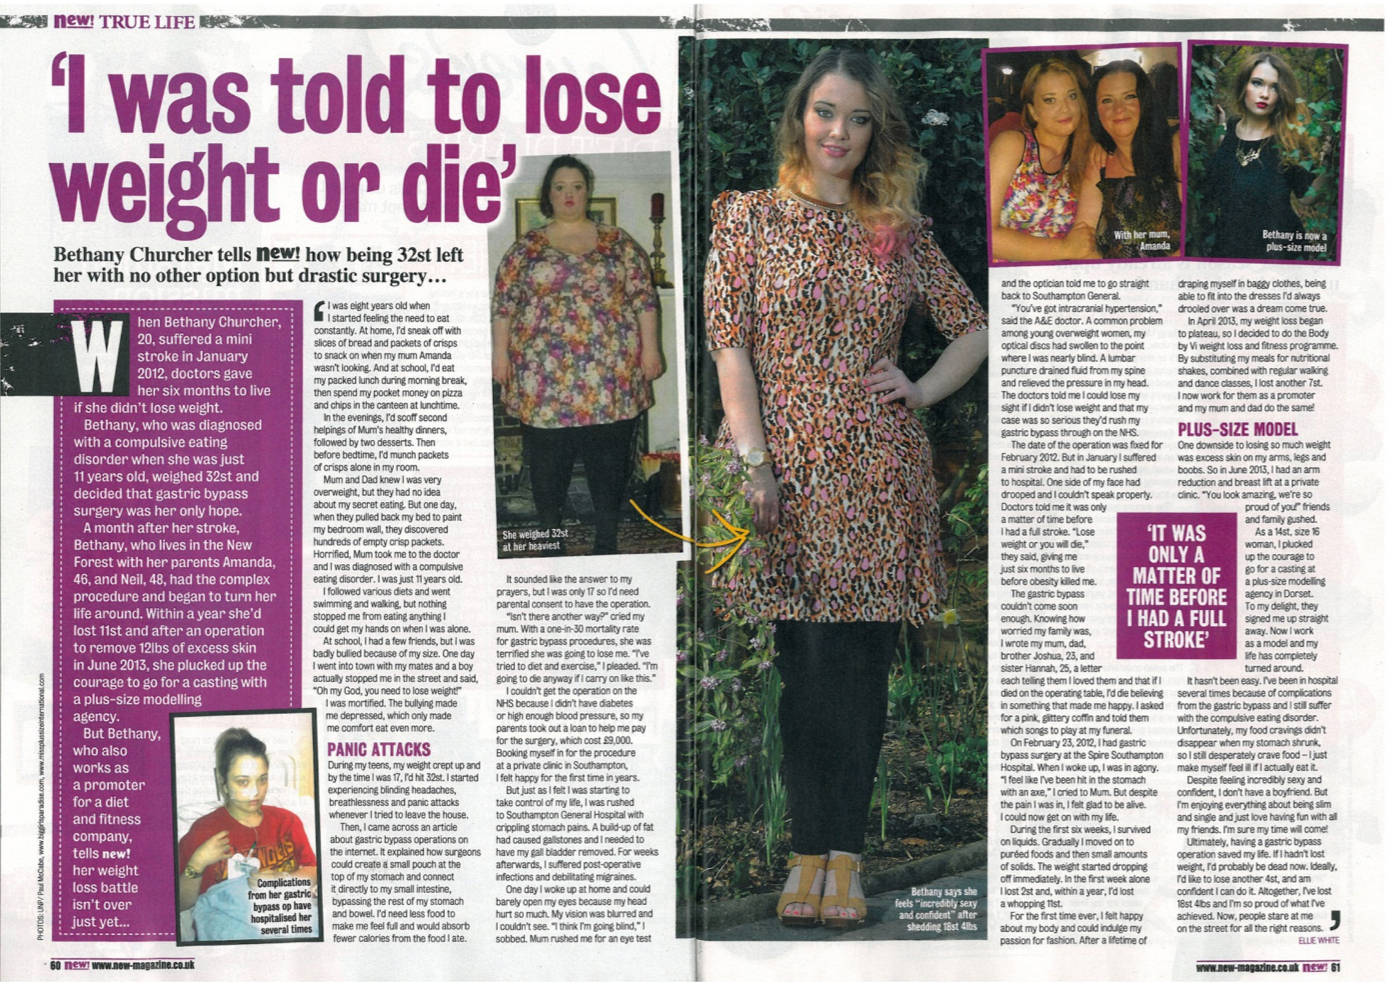 new! TRUE LIFE
‘I was told to lose
weight or die’
Bethany Churcher tells new! how being 32st left
her with no other option but drastic surgery…
When Bethany Churcher,
20, suffered a mini
stroke in January
2012, doctors gave
her six months to live
if she didn’t lose weight.
Bethany, who was diagnosed
with a compulsive eating
disorder when she was just
11 years old, weighed 32st and
decided that gastric bypass
surgery was her only hope.
A month after her stroke,
Bethany, who lives in the New
Forest with her parents Amanda,
46, and Neil, 48, had the complex
procedure and began to turn her
life around. Within a year she’d
lost 11st and after an operation
to remove 12lbs of excess skin
in June 2013, she plucked up the
courage to go for a casting with
a plus-size modelling
agency.
But Bethany,
who also
works as
a promoter
for a diet
and fitness
company,
tells new!
her weight
loss battle
isn’t over
just yet…
PHOTOS: UNP/ Paul McCabe, www.biggirlsparadise.com, www.missplussizeinternational.com
Complications
from her gastric
bypass op have
hospitalised her
several times
‘I was eight years old when
I started feeling the need to eat
constantly. At home, I’d sneak off with
slices of bread and packets of crisps
to snack on when my mum Amanda
wasn’t looking. And at school, I’d eat
my packed lunch during morning break,
then spend my pocket money on pizza
and chips in the canteen at lunchtime.
In the evenings, I’d scoff second
helpings of Mum’s healthy dinners,
followed by two desserts. Then
before bedtime, I’d munch packets
of crisps alone in my room.
Mum and Dad knew I was very
overweight, but they had no idea
about my secret eating. But one day,
when they pulled back my bed to paint
my bedroom wall, they discovered
hundreds of empty crisp packets.
Horrified, Mum took me to the doctor
and I was diagnosed with a compulsive
eating disorder. I was just 11 years old.
I followed various diets and went
swimming and walking, but nothing
stopped me from eating anything I
could get my hands on when I was alone.
At school, I had a few friends, but I was
badly bullied because of my size. One day
I went into town with my mates and a boy
actually stopped me in the street and said,
“Oh my God, you need to lose weight!”
I was mortified. The bullying made
me depressed, which only made
me comfort eat even more.
PANIC ATTACKS
During my teens, my weight crept up and
by the time I was 17, I’d hit 32st. I started
experiencing blinding headaches,
breathlessness and panic attacks
whenever I tried to leave the house.
Then, I came across an article
about gastric bypass operations on
the internet. It explained how surgeons
could create a small pouch at the
top of my stomach and connect
it directly to my small intestine,
bypassing the rest of my stomach
and bowel. I’d need less food to
make me feel full and would absorb
fewer calories from the food I ate.
She weighed 32st
at her heaviest
It sounded like the answer to my
prayers, but I was only 17 so I’d need
parental consent to have the operation.
“Isn’t there another way?” cried my
mum. With a one-in-30 mortality rate
for gastric bypass procedures, she was
terrified she was going to lose me. “I’ve
tried to diet and exercise,” I pleaded. “I’m
going to die anyway if I carry on like this.”
I couldn’t get the operation on the
NHS because I didn’t have diabetes
or high enough blood pressure, so my
parents took out a loan to help me pay
for the surgery, which cost £9,000.
Booking myself in for the procedure
at a private clinic in Southampton,
I felt happy for the first time in years.
But just as I felt I was starting to
take control of my life, I was rushed
to Southampton General Hospital with
crippling stomach pains. A build-up of fat
had caused gallstones and I needed to
have my gall bladder removed. For weeks
afterwards, I suffered post-operative
infections and debilitating migraines.
One day I woke up at home and could
barely open my eyes because my head
hurt so much. My vision was blurred and
I couldn’t see. “I think I’m going blind,” I
sobbed. Mum rushed me for an eye test
60 new! www.new-magazine.co.uk
Bethany says she
feels “incredibly sexy
and confident” after
shedding 18st 4lbs
With her mum,
Amanda
Bethany is now a
plus-size model
and the optician told me to go straight
back to Southampton General.
“You’ve got intracranial hypertension,”
said the A&E doctor. A common problem
among young overweight women, my
optical discs had swollen to the point
where I was nearly blind. A lumbar
puncture drained fluid from my spine
and relieved the pressure in my head.
The doctors told me I could lose my
sight if I didn’t lose weight and that my
case was so serious they’d rush my
gastric bypass through on the NHS.
The date of the operation was fixed for
February 2012. But in January I suffered
a mini stroke and had to be rushed
to hospital. One side of my face had
drooped and I couldn’t speak properly.
Doctors told me it was only
a matter of time before
I had a full stroke. “Lose
weight or you will die,”
they said, giving me
just six months to live
before obesity killed me.
The gastric bypass
couldn’t come soon
enough. Knowing how
worried my family was,
I wrote my mum, dad,
brother Joshua, 23, and
sister Hannah, 25, a letter
each telling them I loved them and that if I
died on the operating table, I’d die believing
in something that made me happy. I asked
for a pink, glittery coffin and told them
which songs to play at my funeral.
On February 23, 2012, I had gastric
bypass surgery at the Spire Southampton
Hospital. When I woke up, I was in agony.
“I feel like I’ve been hit in the stomach
with an axe,” I cried to Mum. But despite
the pain I was in, I felt glad to be alive.
I could now get on with my life.
During the first six weeks, I survived
on liquids. Gradually I moved on to
puréed foods and then small amounts
of solids. The weight started dropping
off immediately. In the first week alone
I lost 2st and, within a year, I’d lost
a whopping 11st.
For the first time ever, I felt happy
about my body and could indulge my
passion for fashion. After a lifetime of
‘IT WAS
ONLY A
MATTER OF
TIME BEFORE
I HAD A FULL
STROKE’
draping myself in baggy clothes, being
able to fit into the dresses I’d always
drooled over was a dream come true.
In April 2013, my weight loss began
to plateau, so I decided to do the Body
by Vi weight loss and fitness programme.
By substituting my meals for nutritional
shakes, combined with regular walking
and dance classes, I lost another 7st.
I now work for them as a promoter
and my mum and dad do the same!
PLUS-SIZE MODEL
One downside to losing so much weight
was excess skin on my arms, legs and
boobs. So in June 2013, I had an arm
reduction and breast lift at a private
clinic. “You look amazing, we’re so
proud of you!” friends
and family gushed.
As a 14st, size 16
woman, I plucked
up the courage to
go for a casting at
a plus-size modelling
agency in Dorset.
To my delight, they
signed me up straight
away. Now I work
as a model and my
life has completely
turned around.
It hasn’t been easy. I’ve been in hospital
several times because of complications
from the gastric bypass and I still suffer
with the compulsive eating disorder.
Unfortunately, my food cravings didn’t
disappear when my stomach shrunk,
so I still desperately crave food – I just
make myself feel ill if I actually eat it.
Despite feeling incredibly sexy and
confident, I don’t have a boyfriend. But
I’m enjoying everything about being slim
and single and just love having fun with all
my friends. I’m sure my time will come!
Ultimately, having a gastric bypass
operation saved my life. If I hadn’t lost
weight, I’d probably be dead now. Ideally,
I’d like to lose another 4st, and am
confident I can do it. Altogether, I’ve lost
18st 4lbs and I’m so proud of what I’ve
achieved. Now, people stare at me
on the street for all the right reasons.’
ELLIE WHITE
www.new-magazine.co.uk new! 61